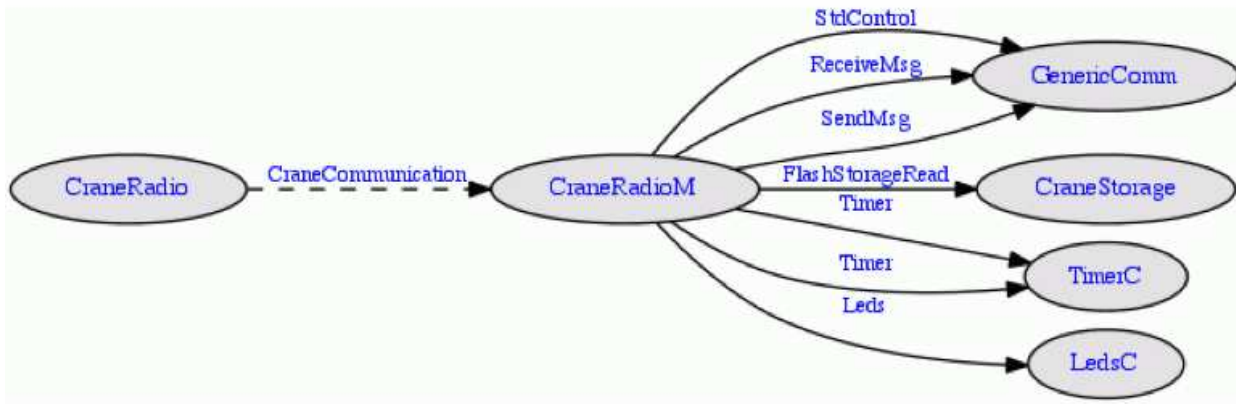 StdControl
ReceiveMsg
GenericComm
SendMsg
CraneRadio
CraneCommunication
CraneRadioM
FlashStorageRead
CraneStorage
Timer
Timer
TimerC
Leds
LedsC